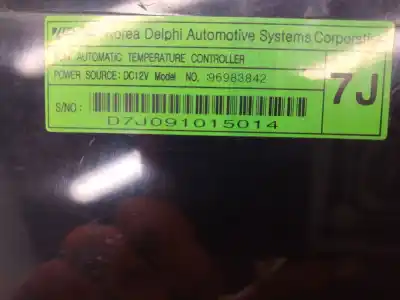 Korea Delphi Automotive Systems Corporation
AUTOMATIC TEMPERATURE CONTROLLER
POWER SOURCE: DC12V Model NO. :96983842
7J
S/NO :
D7J091015014